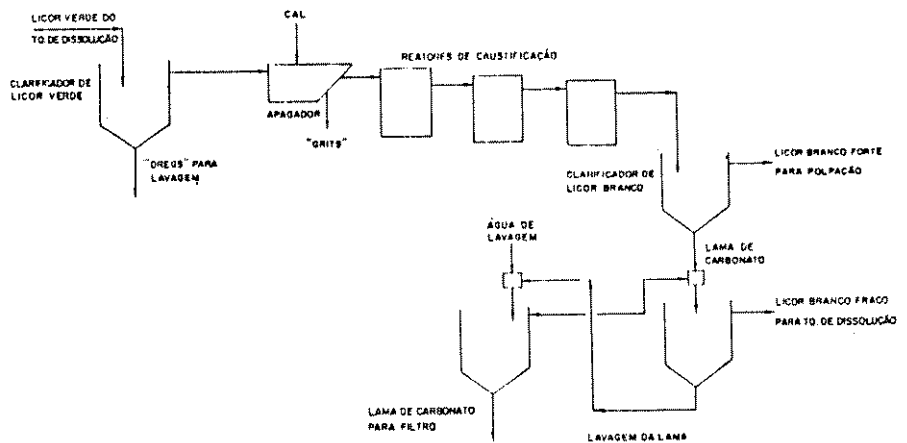 LICOR VERDE DO
TQ. DE DISSOLUÇÃO
CAL
REATORES DE CAUSTIFICAÇÃO
CLARIFICADOR DE
LICOR VERDE
APAGADOR
"GRITS"
"DREGS" PARA
LAVAGEM
CLARIFICADOR DE
LICOR BRANCO
LICOR BRANCO FORTE
PARA POLPAÇÃO
ÁGUA DE
LAVAGEM
LAMA DE
CARBONATO
LICOR BRANCO FRACO
PARA TQ. DE DISSOLUÇÃO
LAMA DE CARBONATO
PARA FILTRO
LAVAGEM DA LAMA